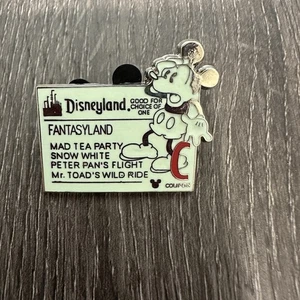 Disneyland.
GOOD FOR
CHOICE OF
ONE
FANTASYLAND
MAD TEA PARTY
SNOW WHITE
PETER PAN'S FLIGHT
Mr. TOAD'S WILD RIDE
C
COUPON